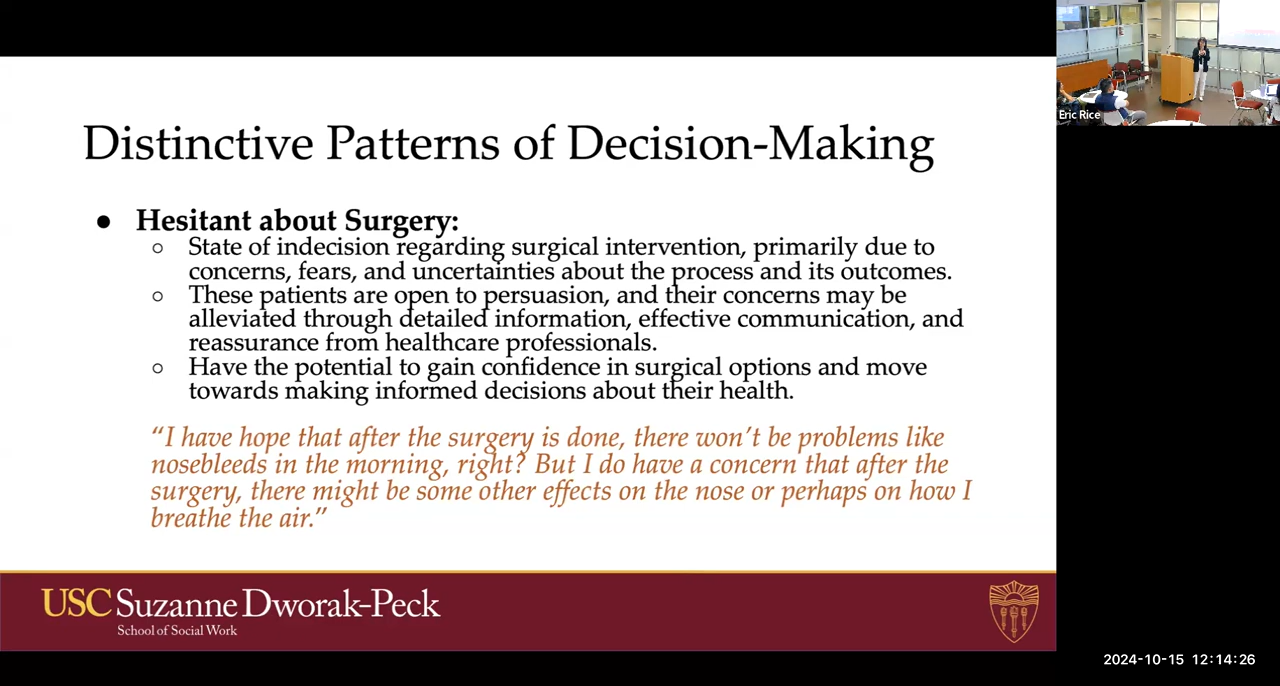 Distinctive Patterns of Decision-Making
● Hesitant about Surgery:
○ State of indecision regarding surgical intervention, primarily due to
concerns, fears, and uncertainties about the process and its outcomes.
○ These patients are open to persuasion, and their concerns may be
alleviated through detailed information, effective communication, and
reassurance from healthcare professionals.
○ Have the potential to gain confidence in surgical options and move
towards making informed decisions about their health.
“I have hope that after the surgery is done, there won’t be problems like
nosebleeds in the morning, right? But I do have a concern that after the
surgery, there might be some other effects on the nose or perhaps on how I
breathe the air.”
USC Suzanne Dworak-Peck
School of Social Work
Eric Rice
2024-10-15 12:14:26